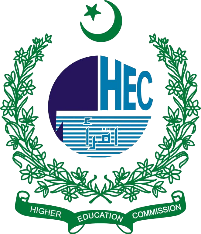 HEC
اقرأ
HIGHER EDUCATION COMMISSION